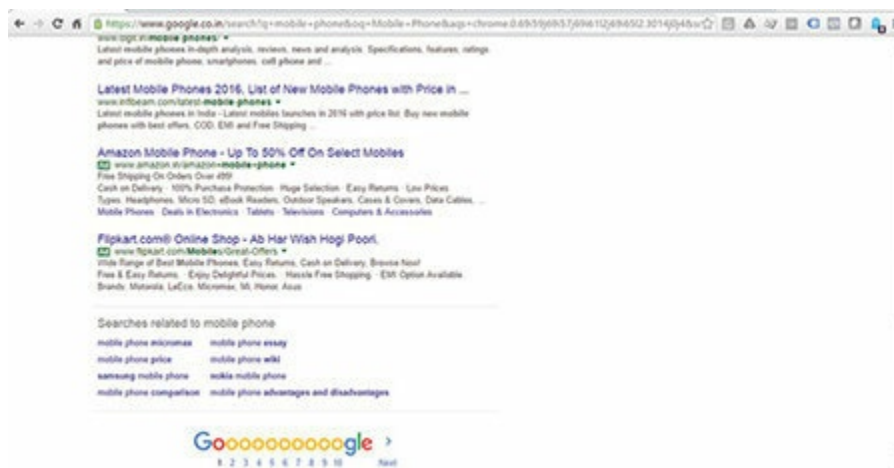 https://www.google.co.in/search?q=mobile+phone&oq=Mobile+Phone&aqs=chrome
Latest mobile phones in-depth analysis, reviews, news and analysis. Specifications, features, ratings
and price of mobile phone, smartphones, cell phone and ...
Latest Mobile Phones 2016, List of New Mobile Phones with Price in ...
www.infibeam.com/latest-mobile-phones
Latest mobile phones in India - Latest mobiles launches in 2016 with price list. Buy new mobile
phones with best offers, COD, EMI and Free Shipping ...
Amazon Mobile Phone - Up To 50% Off On Select Mobiles
Ad www.amazon.in/amazon+mobile+phone
Free Shipping On Orders Over 499!
Cash on Delivery · 100% Purchase Protection · Huge Selection · Easy Returns · Low Prices
Types: Headphones, Micro SD, eBook Readers, Outdoor Speakers, Cases & Covers, Data Cables, ...
Mobile Phones · Deals in Electronics · Tablets · Televisions · Computers & Accessories
Flipkart.com® Online Shop - Ab Har Wish Hogi Poori.
Ad www.flipkart.com/Mobiles/Great-Offers
Wide Range of Best Mobile Phones, Easy Returns, Cash on Delivery, Browse Now!
Free & Easy Returns. · Enjoy Delightful Prices. · Hassle Free Shopping. · EMI Option Available.
Brands: Motorola, LeEco, Micromax, Mi, Honor, Asus
Searches related to mobile phone
mobile phone micromax mobile phone essay
mobile phone price mobile phone wiki
samsung mobile phone nokia mobile phone
mobile phone comparison mobile phone advantages and disadvantages
Goooooooooogle >
1 2 3 4 5 6 7 8 9 10 Next